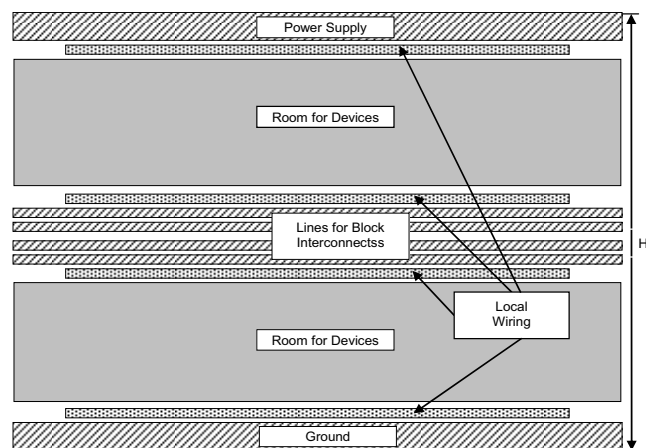 Power Supply
Room for Devices
Lines for Block
Interconnectss
H
Local
Wiring
Room for Devices
Ground